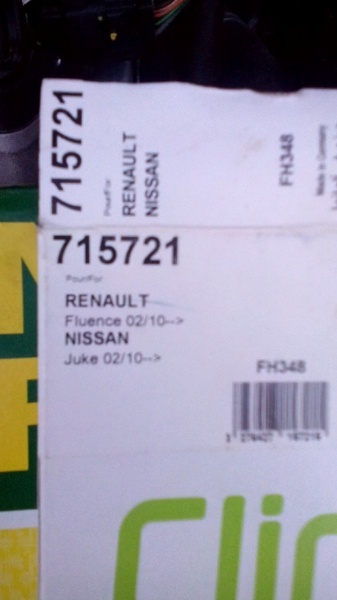 715721
Pour/For
RENAULT
NISSAN
FH348
Made in Germany
715721
Pour/For
RENAULT
Fluence 02/10-->
NISSAN
Juke 02/10-->
FH348